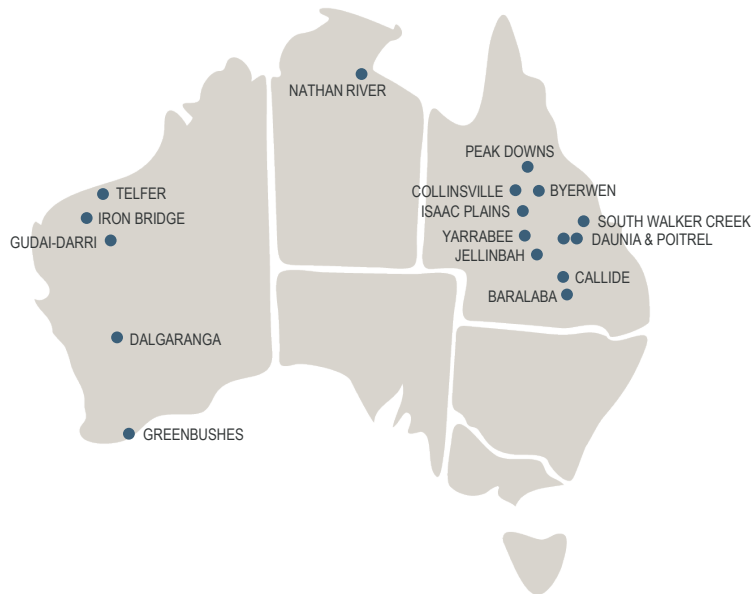 NATHAN RIVER
PEAK DOWNS
TELFER
COLLINSVILLE
BYERWEN
ISAAC PLAINS
IRON BRIDGE
SOUTH WALKER CREEK
GUDAI-DARRI
YARRABEE
DAUNIA & POITREL
JELLINBAH
CALLIDE
BARALABA
DALGARANGA
GREENBUSHES